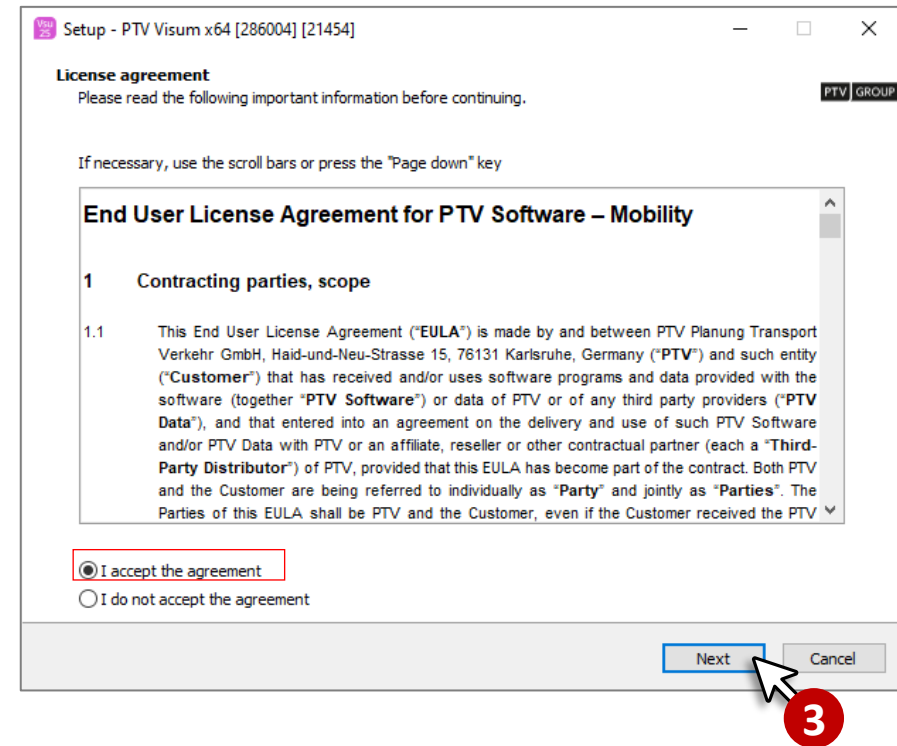 Vsu
25
Setup - PTV Visum x64 [286004] [21454]
License agreement
Please read the following important information before continuing.
PTV GROUP
If necessary, use the scroll bars or press the "Page down" key
End User License Agreement for PTV Software – Mobility
1 Contracting parties, scope
1.1 This End User License Agreement (“EULA”) is made by and between PTV Planung Transport
Verkehr GmbH, Haid-und-Neu-Strasse 15, 76131 Karlsruhe, Germany (“PTV”) and such entity
(“Customer”) that has received and/or uses software programs and data provided with the
software (together “PTV Software”) or data of PTV or of any third party providers (“PTV
Data”), and that entered into an agreement on the delivery and use of such PTV Software
and/or PTV Data with PTV or an affiliate, reseller or other contractual partner (each a “Third-
Party Distributor”) of PTV, provided that this EULA has become part of the contract. Both PTV
and the Customer are being referred to individually as “Party” and jointly as “Parties”. The
Parties of this EULA shall be PTV and the Customer, even if the Customer received the PTV
I accept the agreement
I do not accept the agreement
Next
Cancel
3